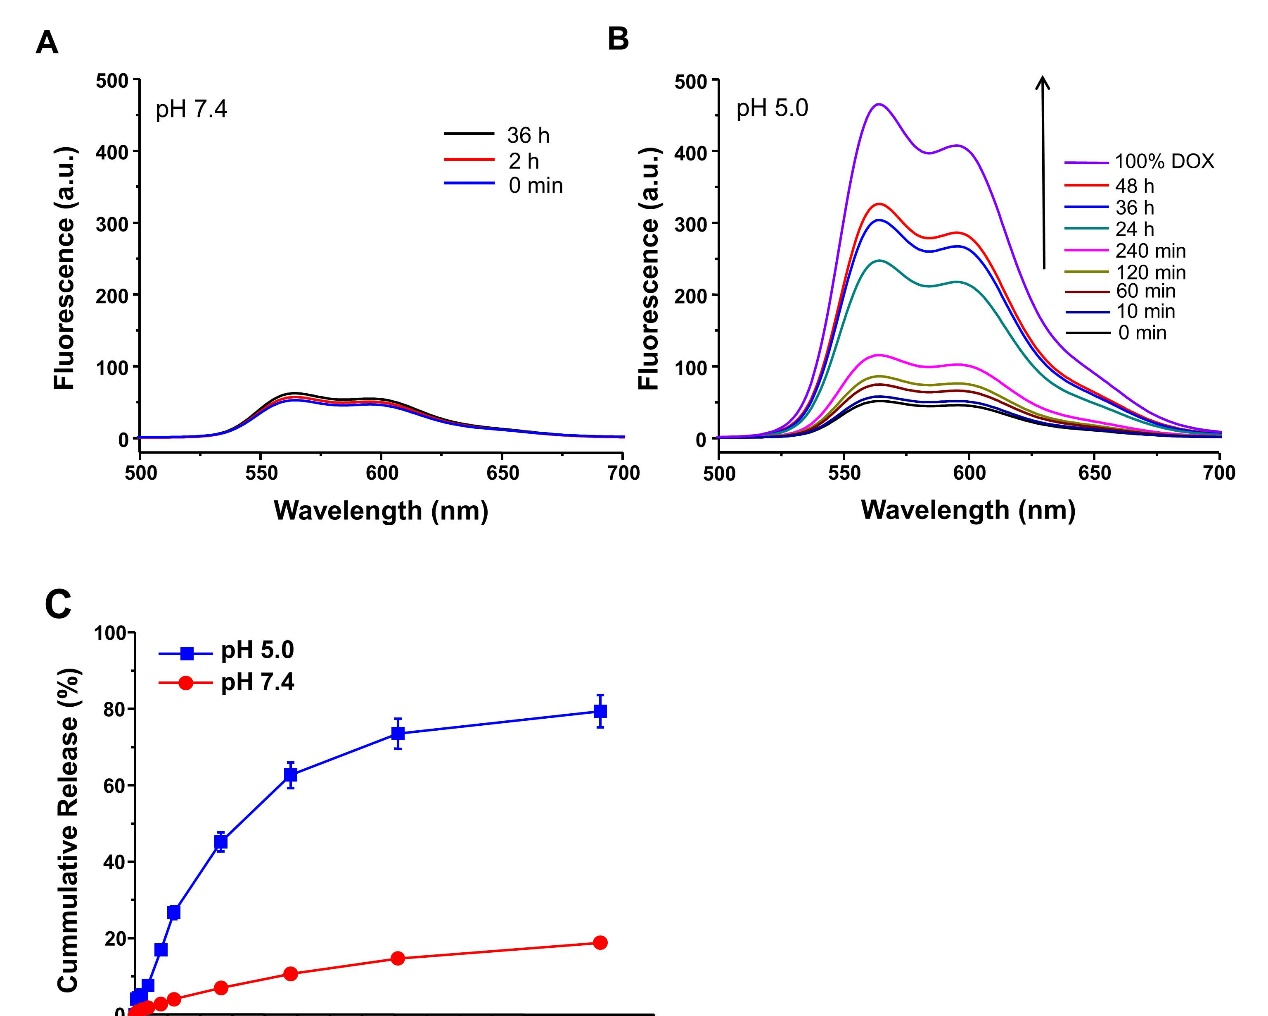 A
500
pH 7.4
400
300
200
100
0
Fluorescence (a.u.)
36 h
2 h
0 min
500
550
600
650
700
Wavelength (nm)
B
500
pH 5.0
400
300
200
100
0
Fluorescence (a.u.)
100% DOX
48 h
36 h
24 h
240 min
120 min
60 min
10 min
0 min
500
550
600
650
700
Wavelength (nm)
C
100
80
60
40
20
0
Cummulative Release (%)
pH 5.0
pH 7.4